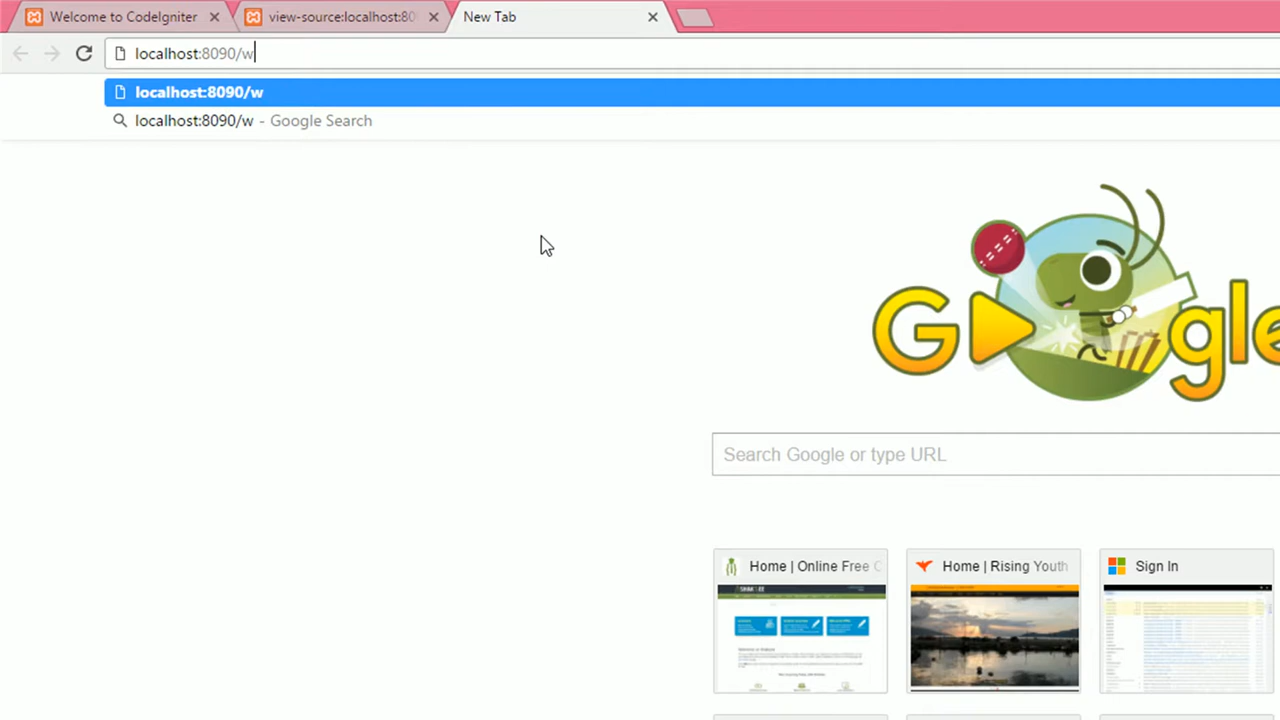 Welcome to CodeIgniter
view-source:localhost:80
New Tab
localhost:8090/w
localhost:8090/w
localhost:8090/w - Google Search
Google
Search Google or type URL
Home | Online Free C
Home | Rising Youth
Sign In